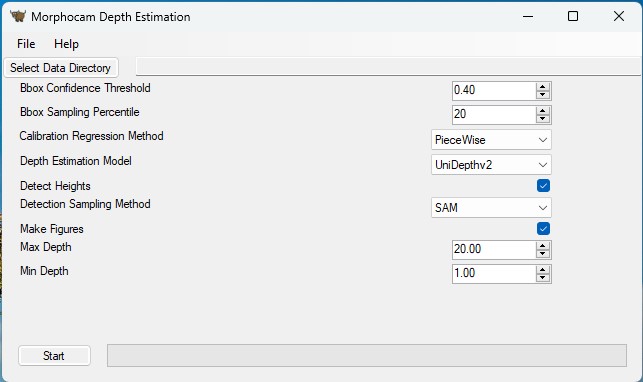 Morphocam Depth Estimation
File Help
Select Data Directory
Bbox Confidence Threshold 0.40
Bbox Sampling Percentile 20
Calibration Regression Method PieceWise
Depth Estimation Model UniDepthv2
Detect Heights
Detection Sampling Method SAM
Make Figures
Max Depth 20.00
Min Depth 1.00
Start